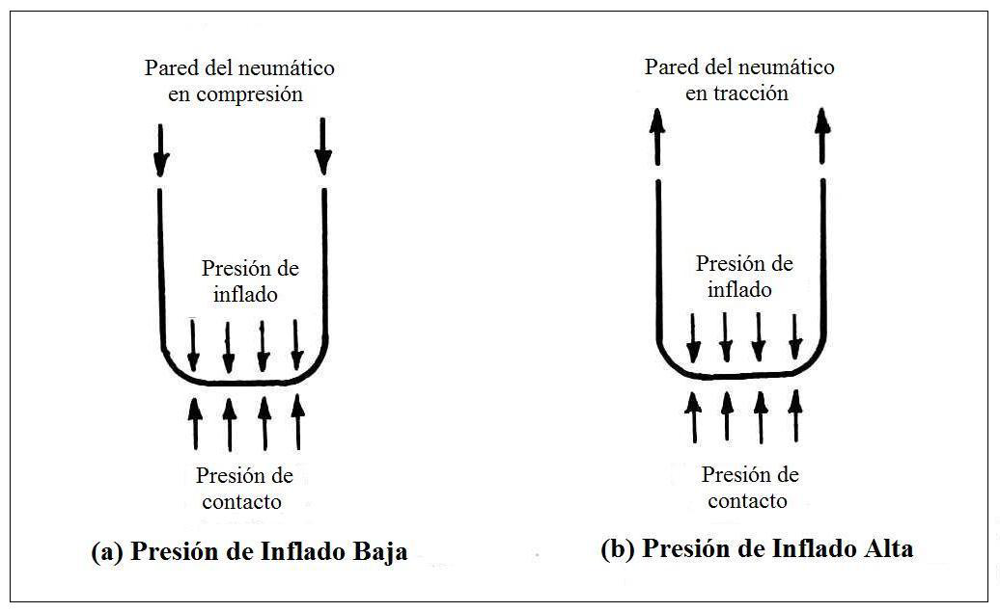 Pared del neumático
en compresión
Presión de
inflado
Presión de
contacto
(a) Presión de Inflado Baja
Pared del neumático
en tracción
Presión de
inflado
Presión de
contacto
(b) Presión de Inflado Alta